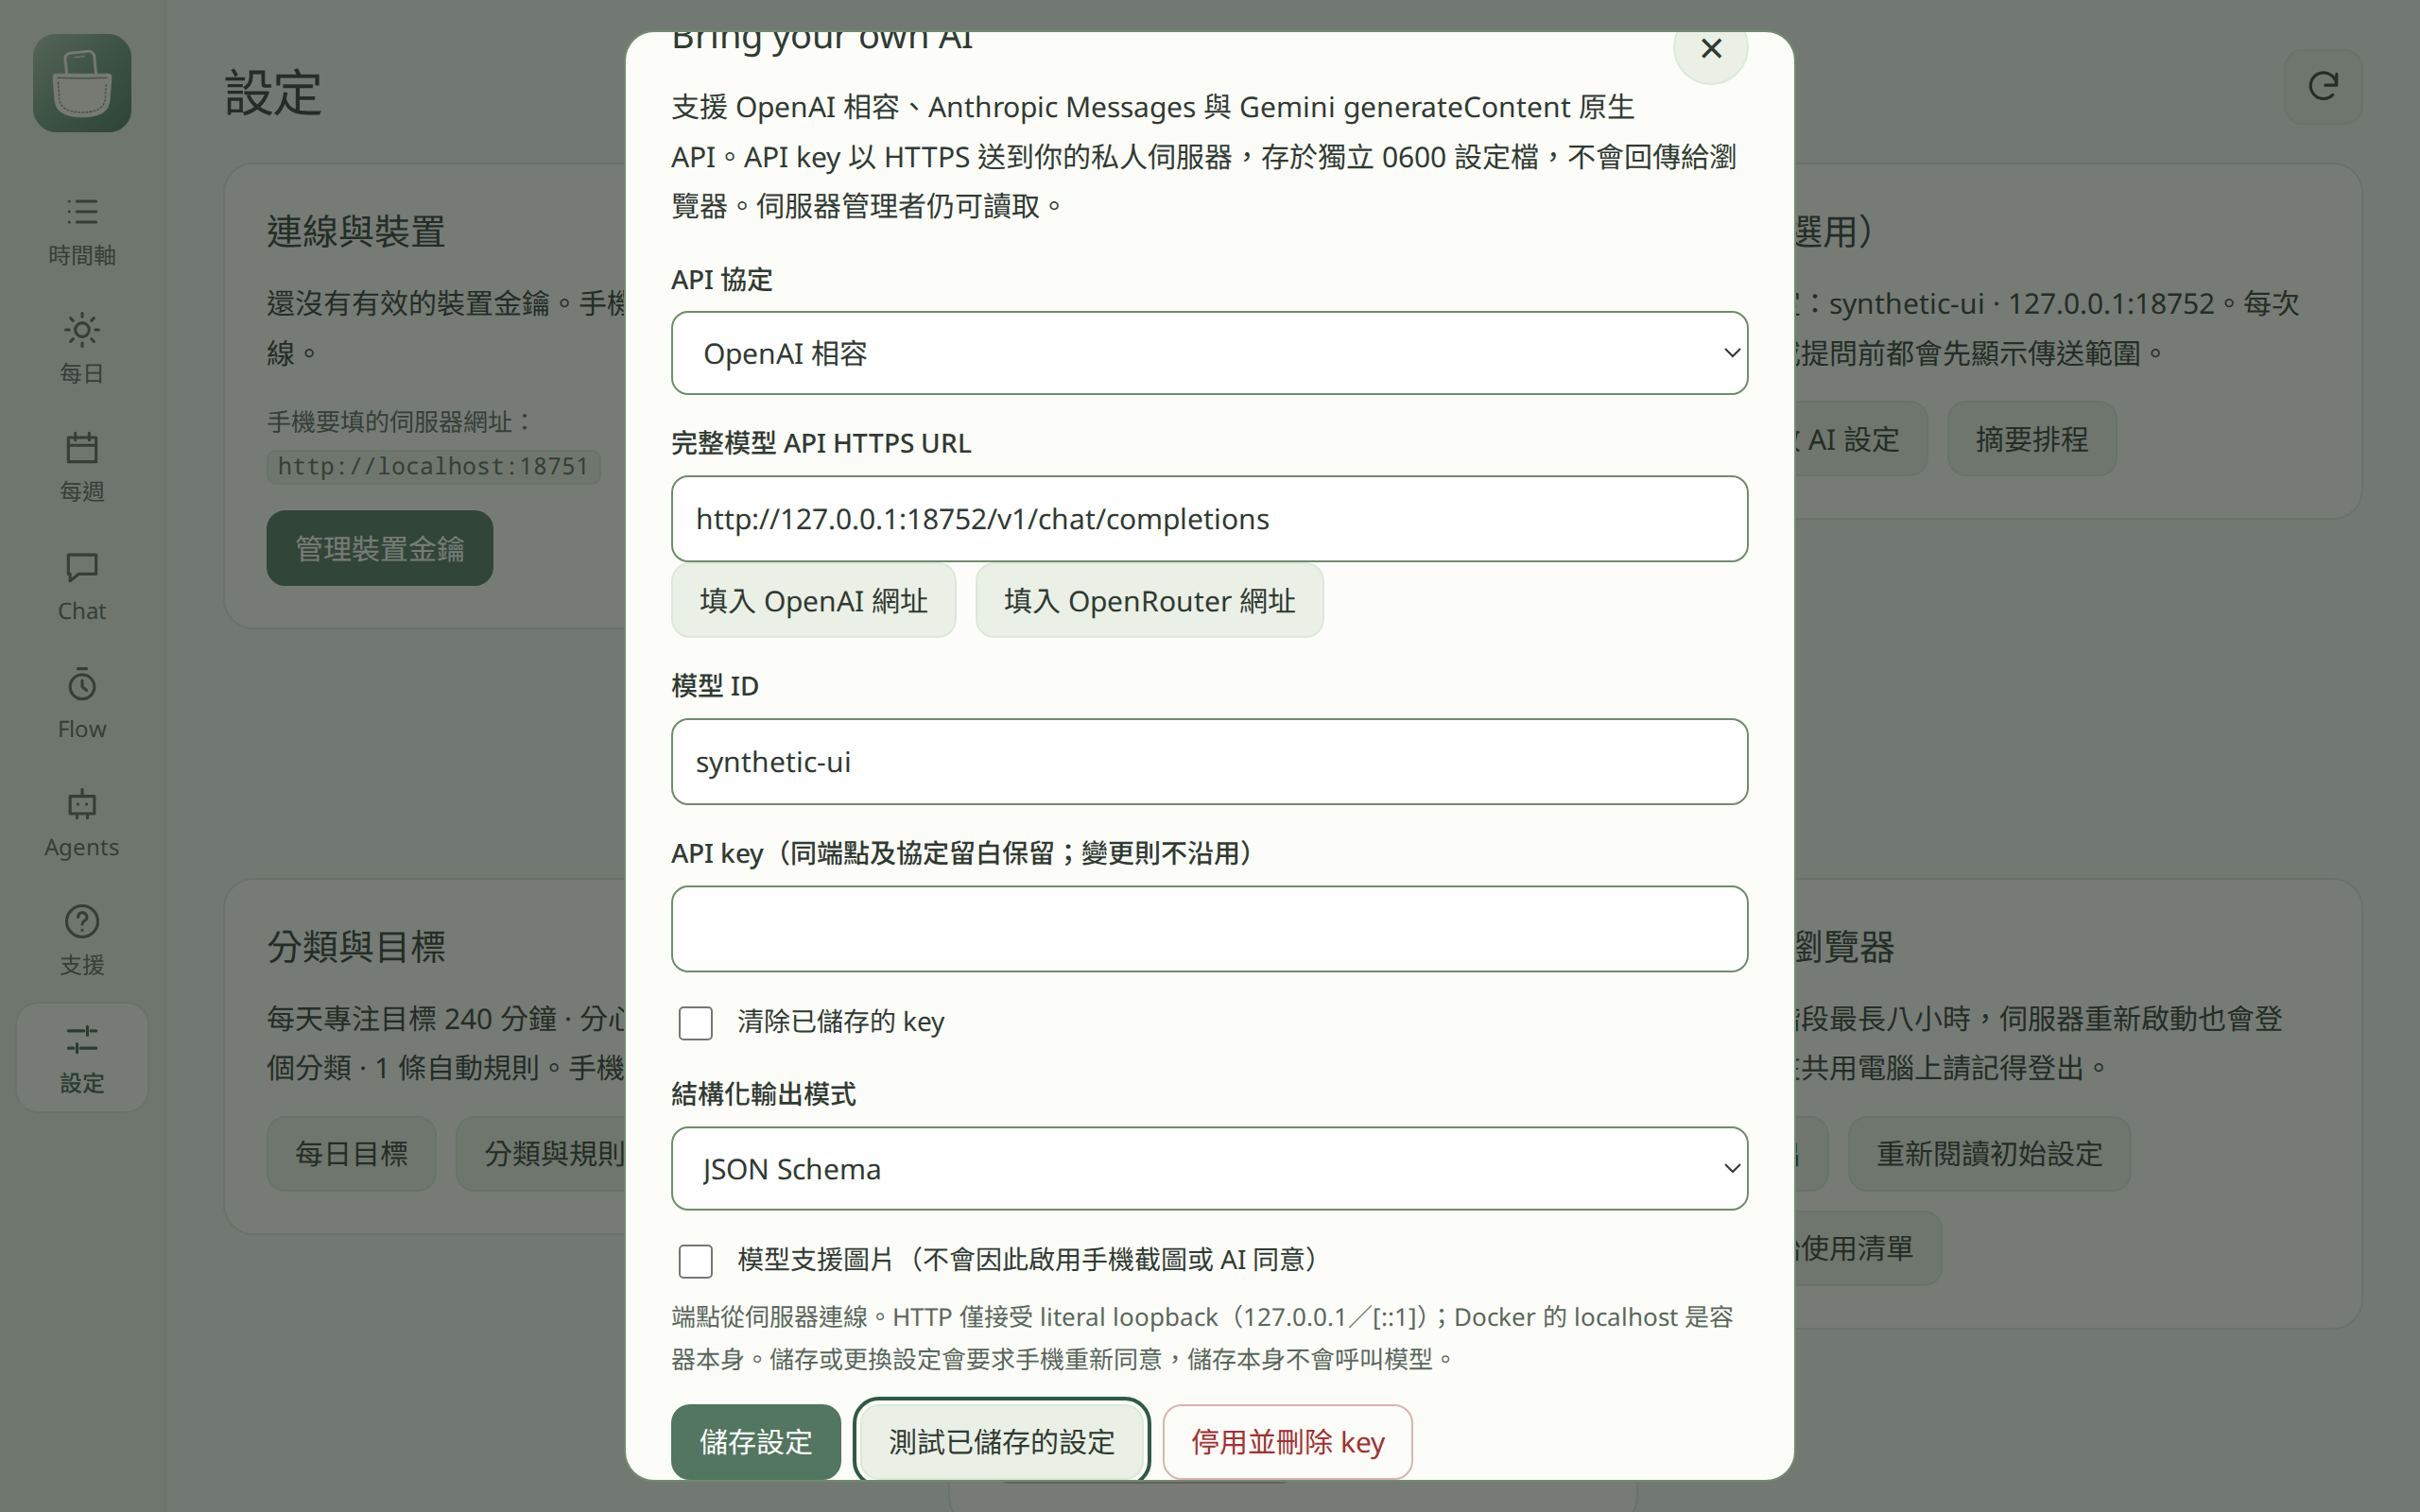 時間軸
每日
每週
Chat
Flow
Agents
支援
設定
設定
連線與裝置
還沒有有效的裝置金鑰。手機
線。
手機要填的伺服器網址：
http://localhost:18751
管理裝置金鑰
分類與目標
每天專注目標 240 分鐘 · 分心
個分類 · 1 條自動規則。手機
每日目標
分類與規則
Bring your own AI
支援 OpenAI 相容、Anthropic Messages 與 Gemini generateContent 原生
API。API key 以 HTTPS 送到你的私人伺服器，存於獨立 0600 設定檔，不會回傳給瀏
覽器。伺服器管理者仍可讀取。
API 協定
OpenAI 相容
完整模型 API HTTPS URL
http://127.0.0.1:18752/v1/chat/completions
填入 OpenAI 網址
填入 OpenRouter 網址
模型 ID
synthetic-ui
API key（同端點及協定留白保留；變更則不沿用）
清除已儲存的 key
結構化輸出模式
JSON Schema
模型支援圖片（不會因此啟用手機截圖或 AI 同意）
端點從伺服器連線。HTTP 僅接受 literal loopback（127.0.0.1／[::1]）；Docker 的 localhost 是容
器本身。儲存或更換設定會要求手機重新同意，儲存本身不會呼叫模型。
儲存設定
測試已儲存的設定
停用並刪除 key
選用）
：synthetic-ui · 127.0.0.1:18752。每次
提問前都會先顯示傳送範圍。
AI 設定
摘要排程
瀏覽器
段最長八小時，伺服器重新啟動也會登
共用電腦上請記得登出。
重新閱讀初始設定
使用清單